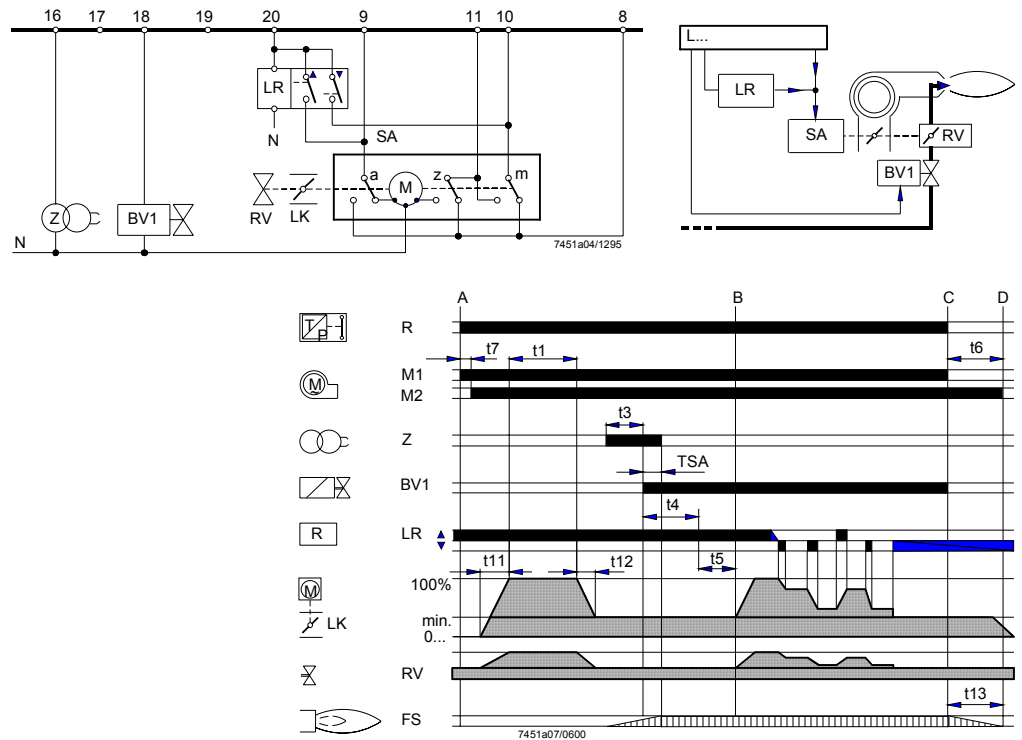 16 17 18 19 20 9 11 10 8
LR
N
SA
a
M
z
m
RV
LK
Z
BV1
N
7451a04/1295
L...
LR
SA
RV
BV1
A B C D
T
P
R
t7
t1
t6
M1
M
~
M2
t3
Z
TSA
BV1
t4
R
LR
t5
t11
t12
100%
M
LK
min.
0...
RV
t13
FS
7451a07/0600